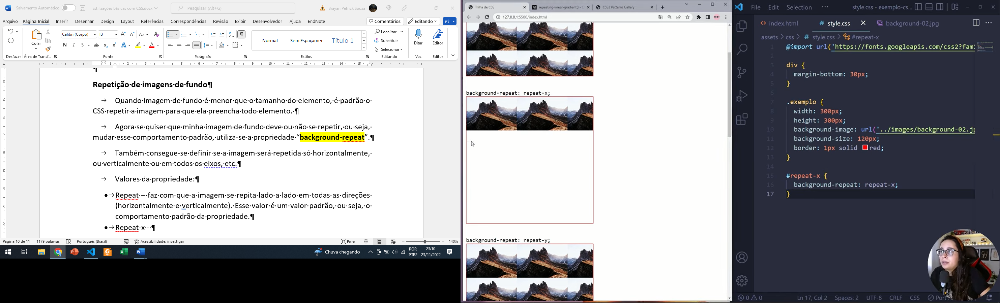 Salvamento Automático
Estilizações básicas com CSS.docx
Pesquisar (Alt+G)
Brayan Petrick Souza
Arquivo Página Inicial Inserir Desenhar Design Layout Referências Correspondências Revisão Exibir Desenvolvedor Ajuda EndNote
Comentários Editando
Colar
Calibri (Corpo) 13
Normal Sem Espaçamer Título 1
Localizar
Substituir
Selecionar
Ditar Editor
Desfazer Área de Transf... Fonte Parágrafo Estilos Editando Voz Editor
¶
Repetição·de·imagens·de·fundo¶
→ Quando·imagem·de·fundo·é·menor·que·o·tamanho·do·elemento,·é·padrão·o·
CSS·repetir·a·imagem·para·que·ela·preencha·todo·elemento.·¶
→ Agora·se·quiser·que·minha·imagem·de·fundo·deve·ou·não·se·repetir,·ou·seja,·
mudar·esse·comportamento·padrão,·utiliza-se·a·propriedade·“background-repeat”.¶
→ Também·consegue-se·definir·se·a·imagem·será·repetida·só·horizontalmente,·
ou·verticalmente·ou·em·todos·os·eixos,·etc.¶
→ Valores·da·propriedade:¶
●→Repeat·–·faz·com·que·a·imagem·se·repita·lado·a·lado·em·todas·as·direções·
(horizontalmente·e·verticalmente).·Esse·valor·é·um·valor·padrão,·ou·seja,·o·
comportamento·padrão·da·propriedade.¶
●→Repeat-x·-·¶
Página 10 de 11 1179 palavras Português (Brasil) Acessibilidade: investigar Foco 140%
Chuva chegando
POR
PTB2
23:10
23/11/2022
Trilha de CSS
repeating-linear-gradient() - C
CSS3 Patterns Gallery
127.0.0.1:5500/index.html
background-repeat: repeat-x;
background-repeat: repeat-y;
File Edit Selection ···
style.css - exemplo-cs...
index.html
# style.css
background-02.jpg
assets > css > # style.css > #repeat-x
1 @import url('https://fonts.googleapis.com/css2?fami
2
3 div {
4 margin-bottom: 30px;
5 }
6
7 .exemplo {
8 width: 300px;
9 height: 300px;
10 background-image: url('../images/background-02.jp
11 background-size: 120px;
12 border: 1px solid red;
13 }
14
15 #repeat-x {
16 background-repeat: repeat-x;
17 }
0 0 Ln 17, Col 2 Spaces: 2 UTF-8 CRLF CSS Port